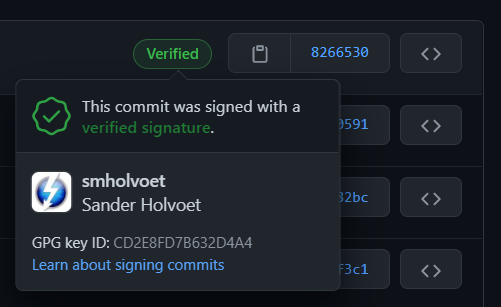 Verified
8266530
This commit was signed with a
verified signature.
0591
32bc
smholvoet
Sander Holvoet
GPG key ID: CD2E8FD7B632D4A4
Learn about signing commits
f3c1